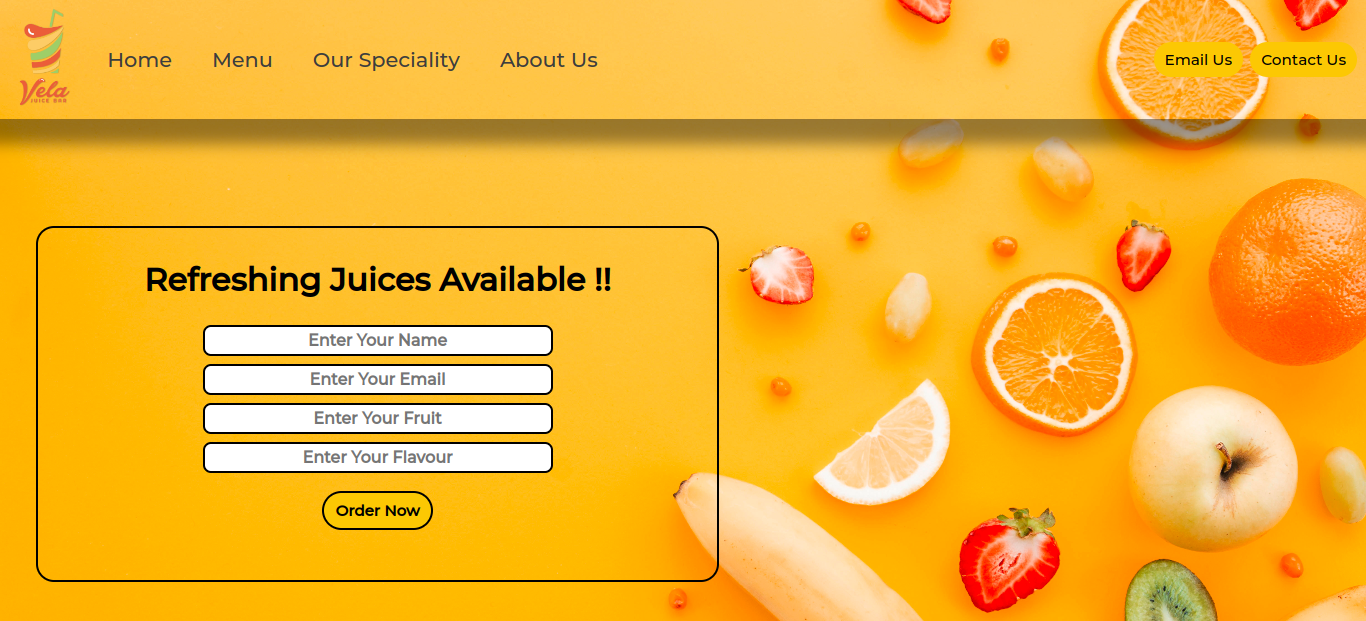 Vela
JUICE BAR
Home
Menu
Our Speciality
About Us
Email Us
Contact Us
Refreshing Juices Available !!
Enter Your Name
Enter Your Email
Enter Your Fruit
Enter Your Flavour
Order Now